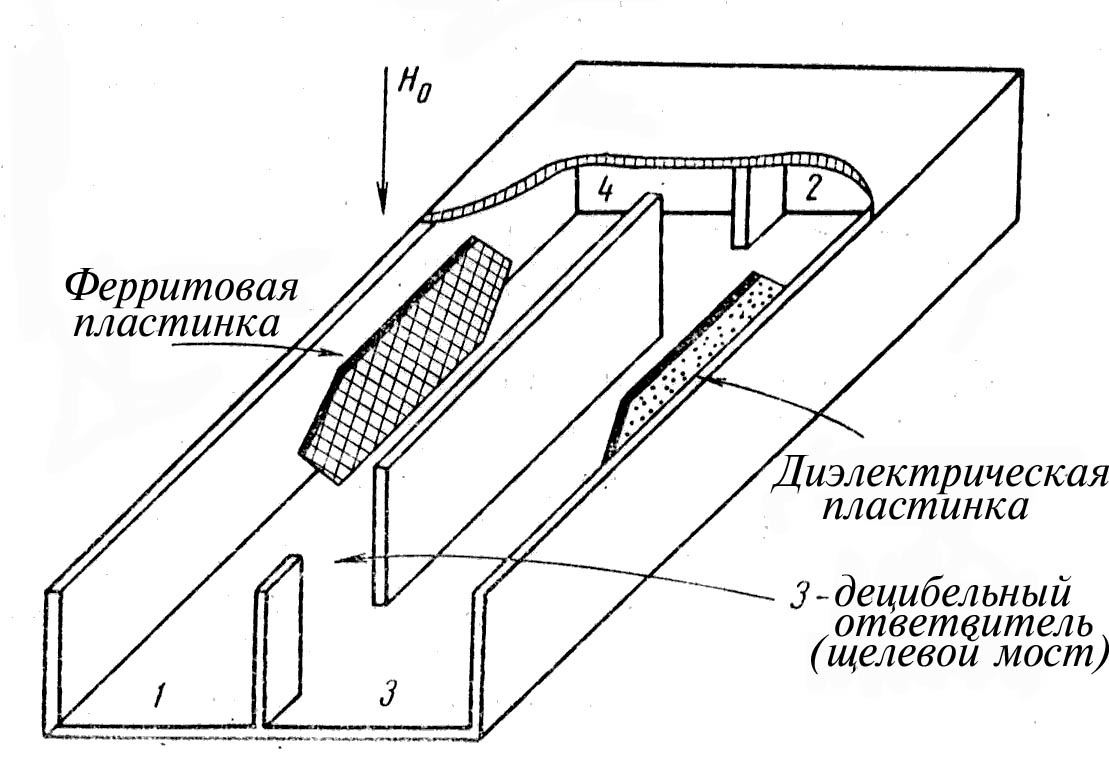 H₀
4
2
Ферритовая
пластинка
Диэлектрическая
пластинка
3-децибельный
ответвитель
(щелевой мост)
1
3